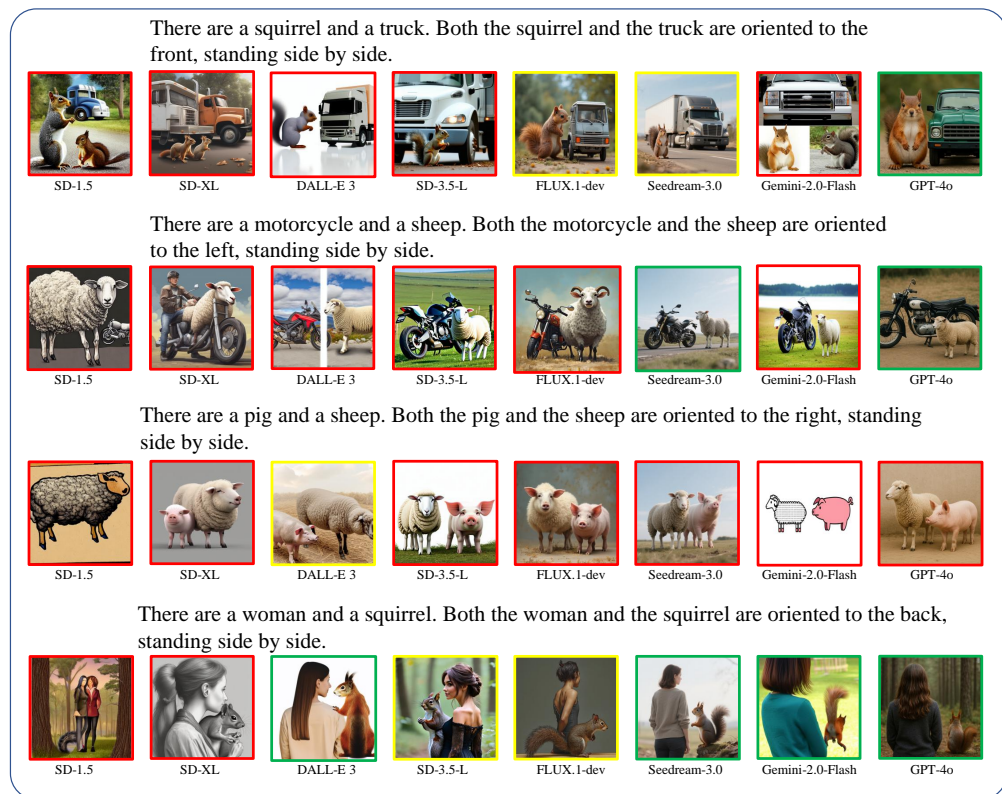 There are a squirrel and a truck. Both the squirrel and the truck are oriented to the
front, standing side by side.
SD-1.5 SD-XL DALL-E 3 SD-3.5-L FLUX.1-dev Seedream-3.0 Gemini-2.0-Flash GPT-4o
There are a motorcycle and a sheep. Both the motorcycle and the sheep are oriented
to the left, standing side by side.
SD-1.5 SD-XL DALL-E 3 SD-3.5-L FLUX.1-dev Seedream-3.0 Gemini-2.0-Flash GPT-4o
There are a pig and a sheep. Both the pig and the sheep are oriented to the right, standing
side by side.
SD-1.5 SD-XL DALL-E 3 SD-3.5-L FLUX.1-dev Seedream-3.0 Gemini-2.0-Flash GPT-4o
There are a woman and a squirrel. Both the woman and the squirrel are oriented to the back,
standing side by side.
SD-1.5 SD-XL DALL-E 3 SD-3.5-L FLUX.1-dev Seedream-3.0 Gemini-2.0-Flash GPT-4o